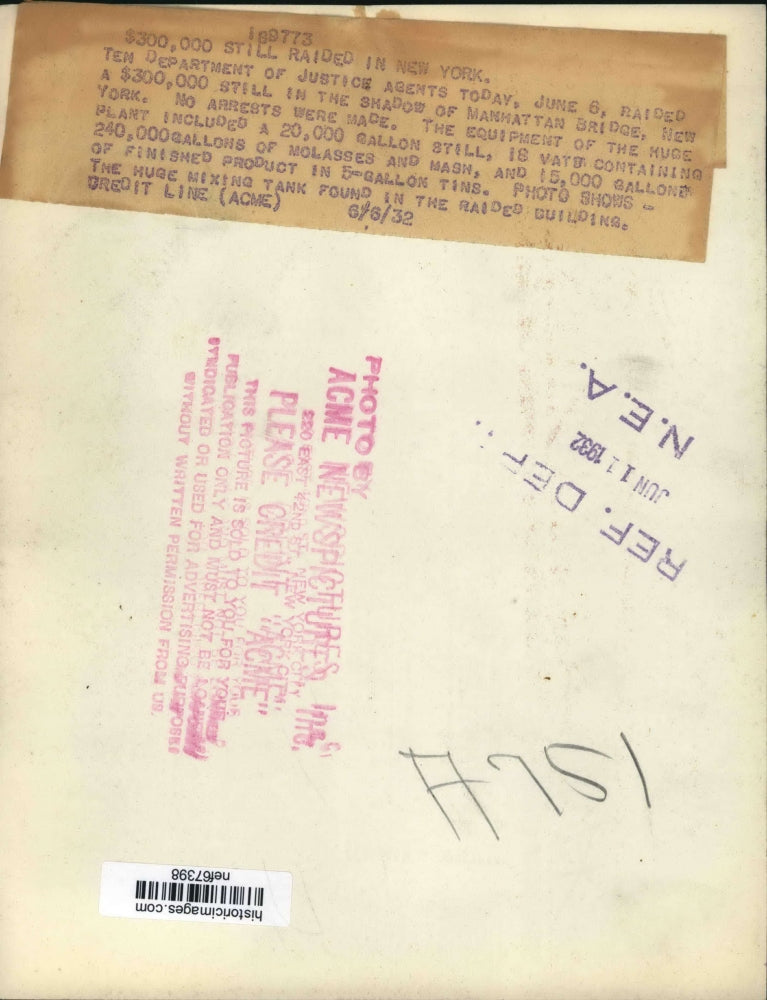 189773
$300,000 STILL RAIDED IN NEW YORK.
TEN DEPARTMENT OF JUSTICE AGENTS TODAY, JUNE 6, RAIDED
A $300,000 STILL IN THE SHADOW OF MANHATTAN BRIDGE, NEW
YORK. NO ARRESTS WERE MADE. THE EQUIPMENT OF THE HUGE
PLANT INCLUDED A 20,000 GALLON STILL, 18 VATS CONTAINING
240,000GALLONS OF MOLASSES AND MASH, AND 15,000 GALLONS
OF FINISHED PRODUCT IN 5-GALLON TINS. PHOTO SHOWS -
THE HUGE MIXING TANK FOUND IN THE RAIDED BUILDING.
CREDIT LINE (ACME) 6/6/32
PHOTO BY
ACME NEWSPICTURES, Inc.
220 EAST 42ND ST. NEW YORK CITY
PLEASE CREDIT "ACME"
THIS PICTURE IS SOLD TO YOU FOR YOUR
PUBLICATION ONLY AND MUST NOT BE LOANED
SYNDICATED OR USED FOR ADVERTISING PURPOSES
WITHOUT WRITTEN PERMISSION FROM US.
REF. DEPT.
JUN 11 1932
N.E.A.
historicimages.com
nef67398